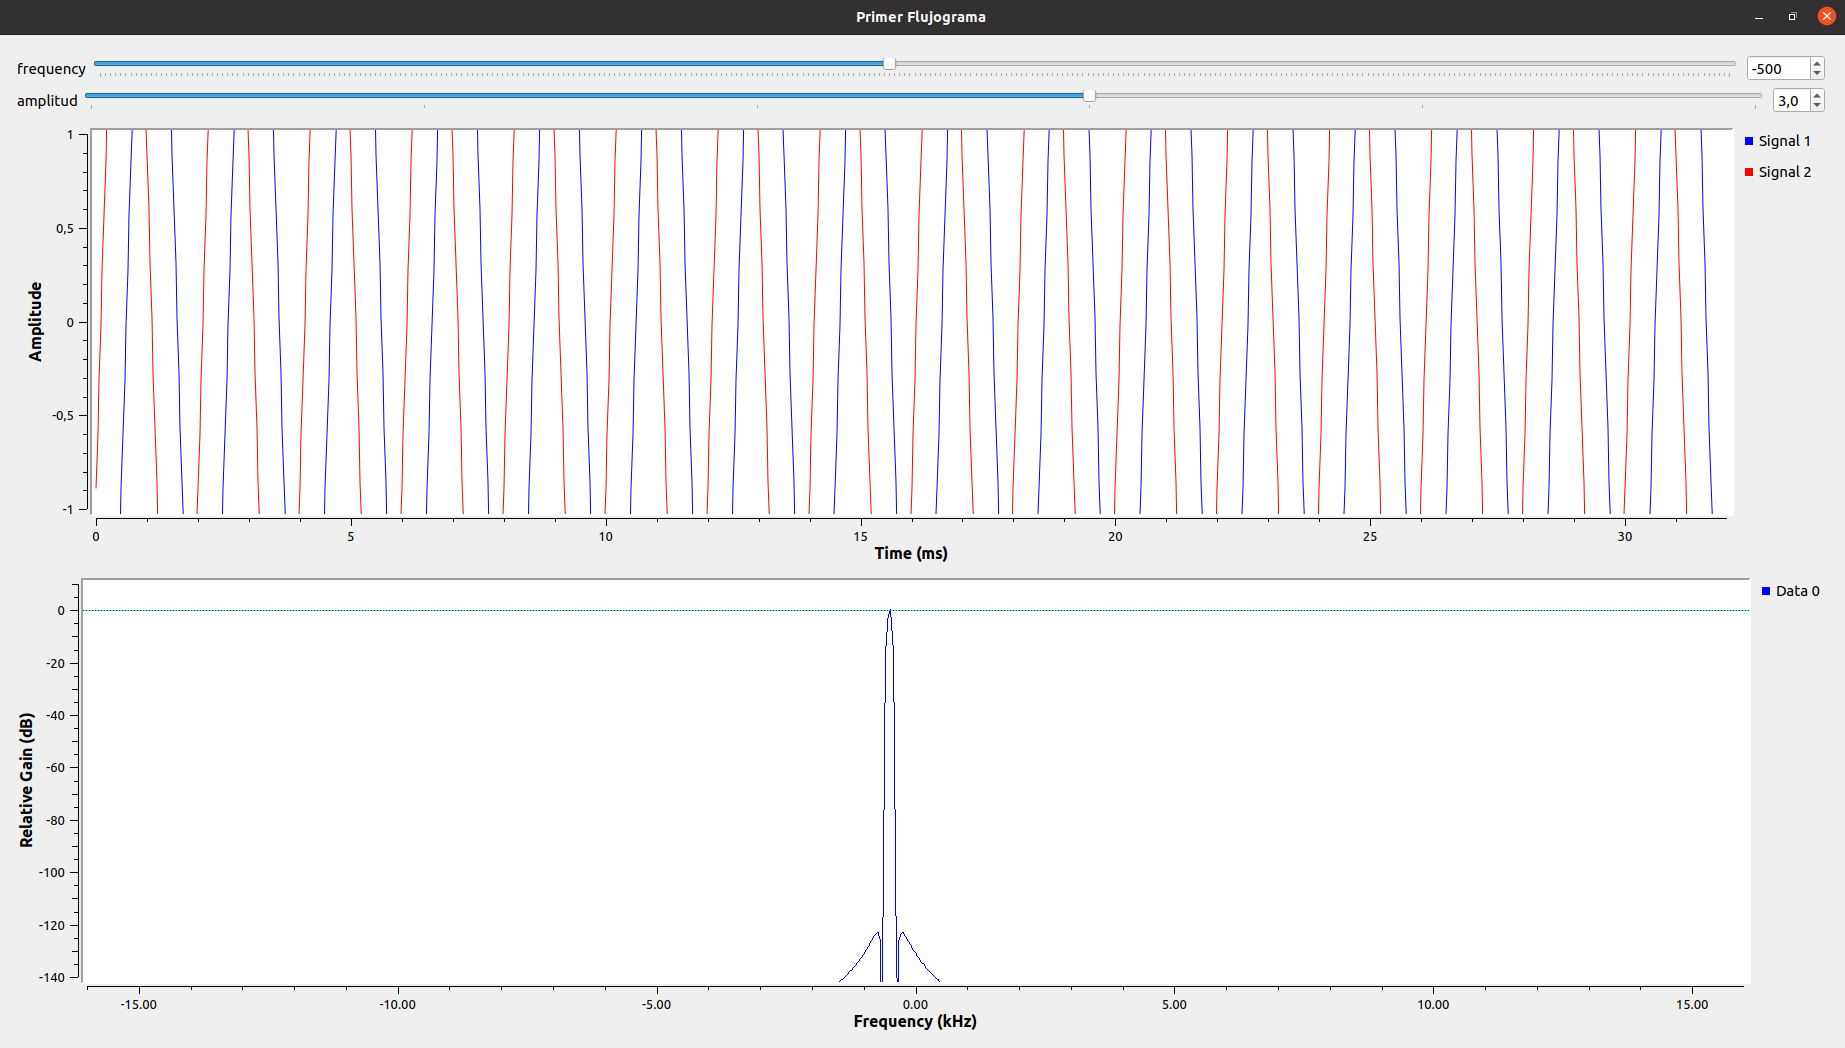 Primer Flujograma
frequency -500
amplitud 3,0
1
0,5
0
-0,5
-1
Amplitude
0 5 10 15 20 25 30
Time (ms)
Signal 1
Signal 2
0
-20
-40
-60
-80
-100
-120
-140
Relative Gain (dB)
-15.00 -10.00 -5.00 0.00 5.00 10.00 15.00
Frequency (kHz)
Data 0